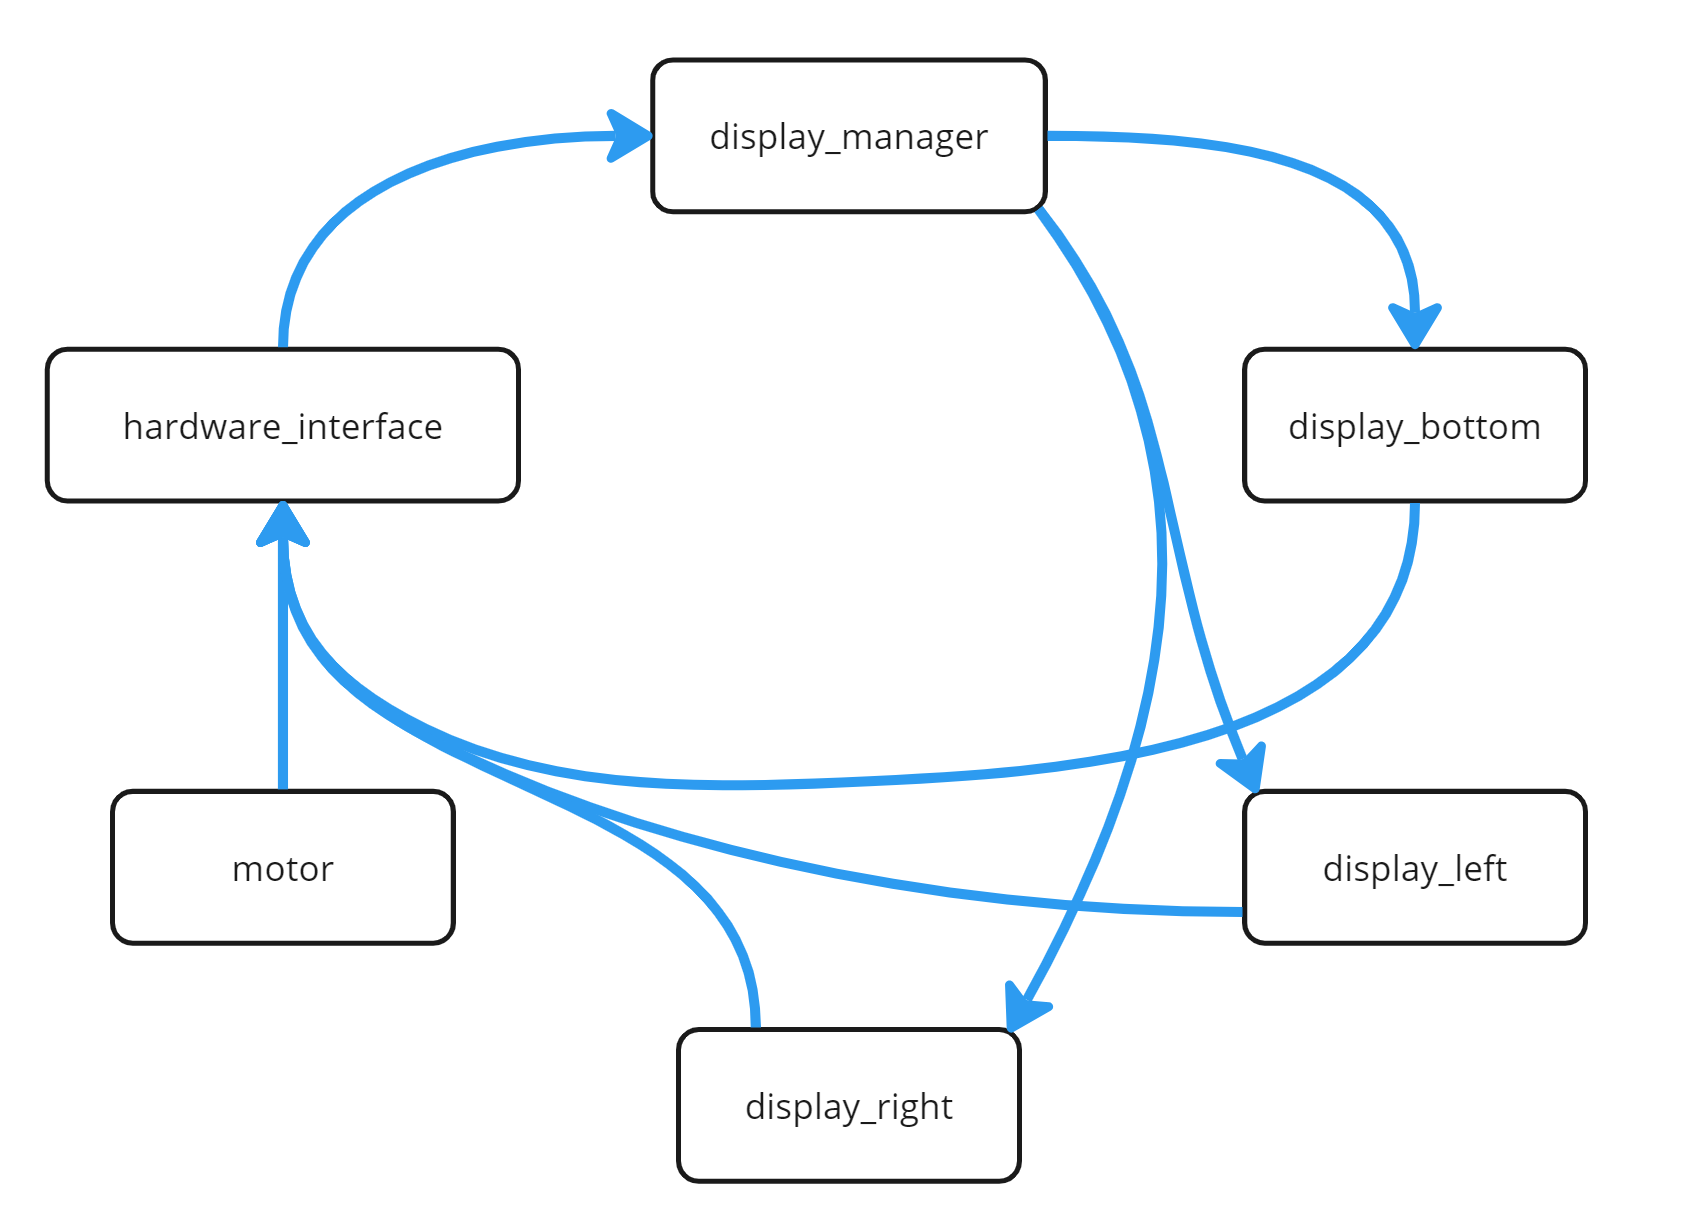 display_manager
hardware_interface
display_bottom
motor
display_left
display_right